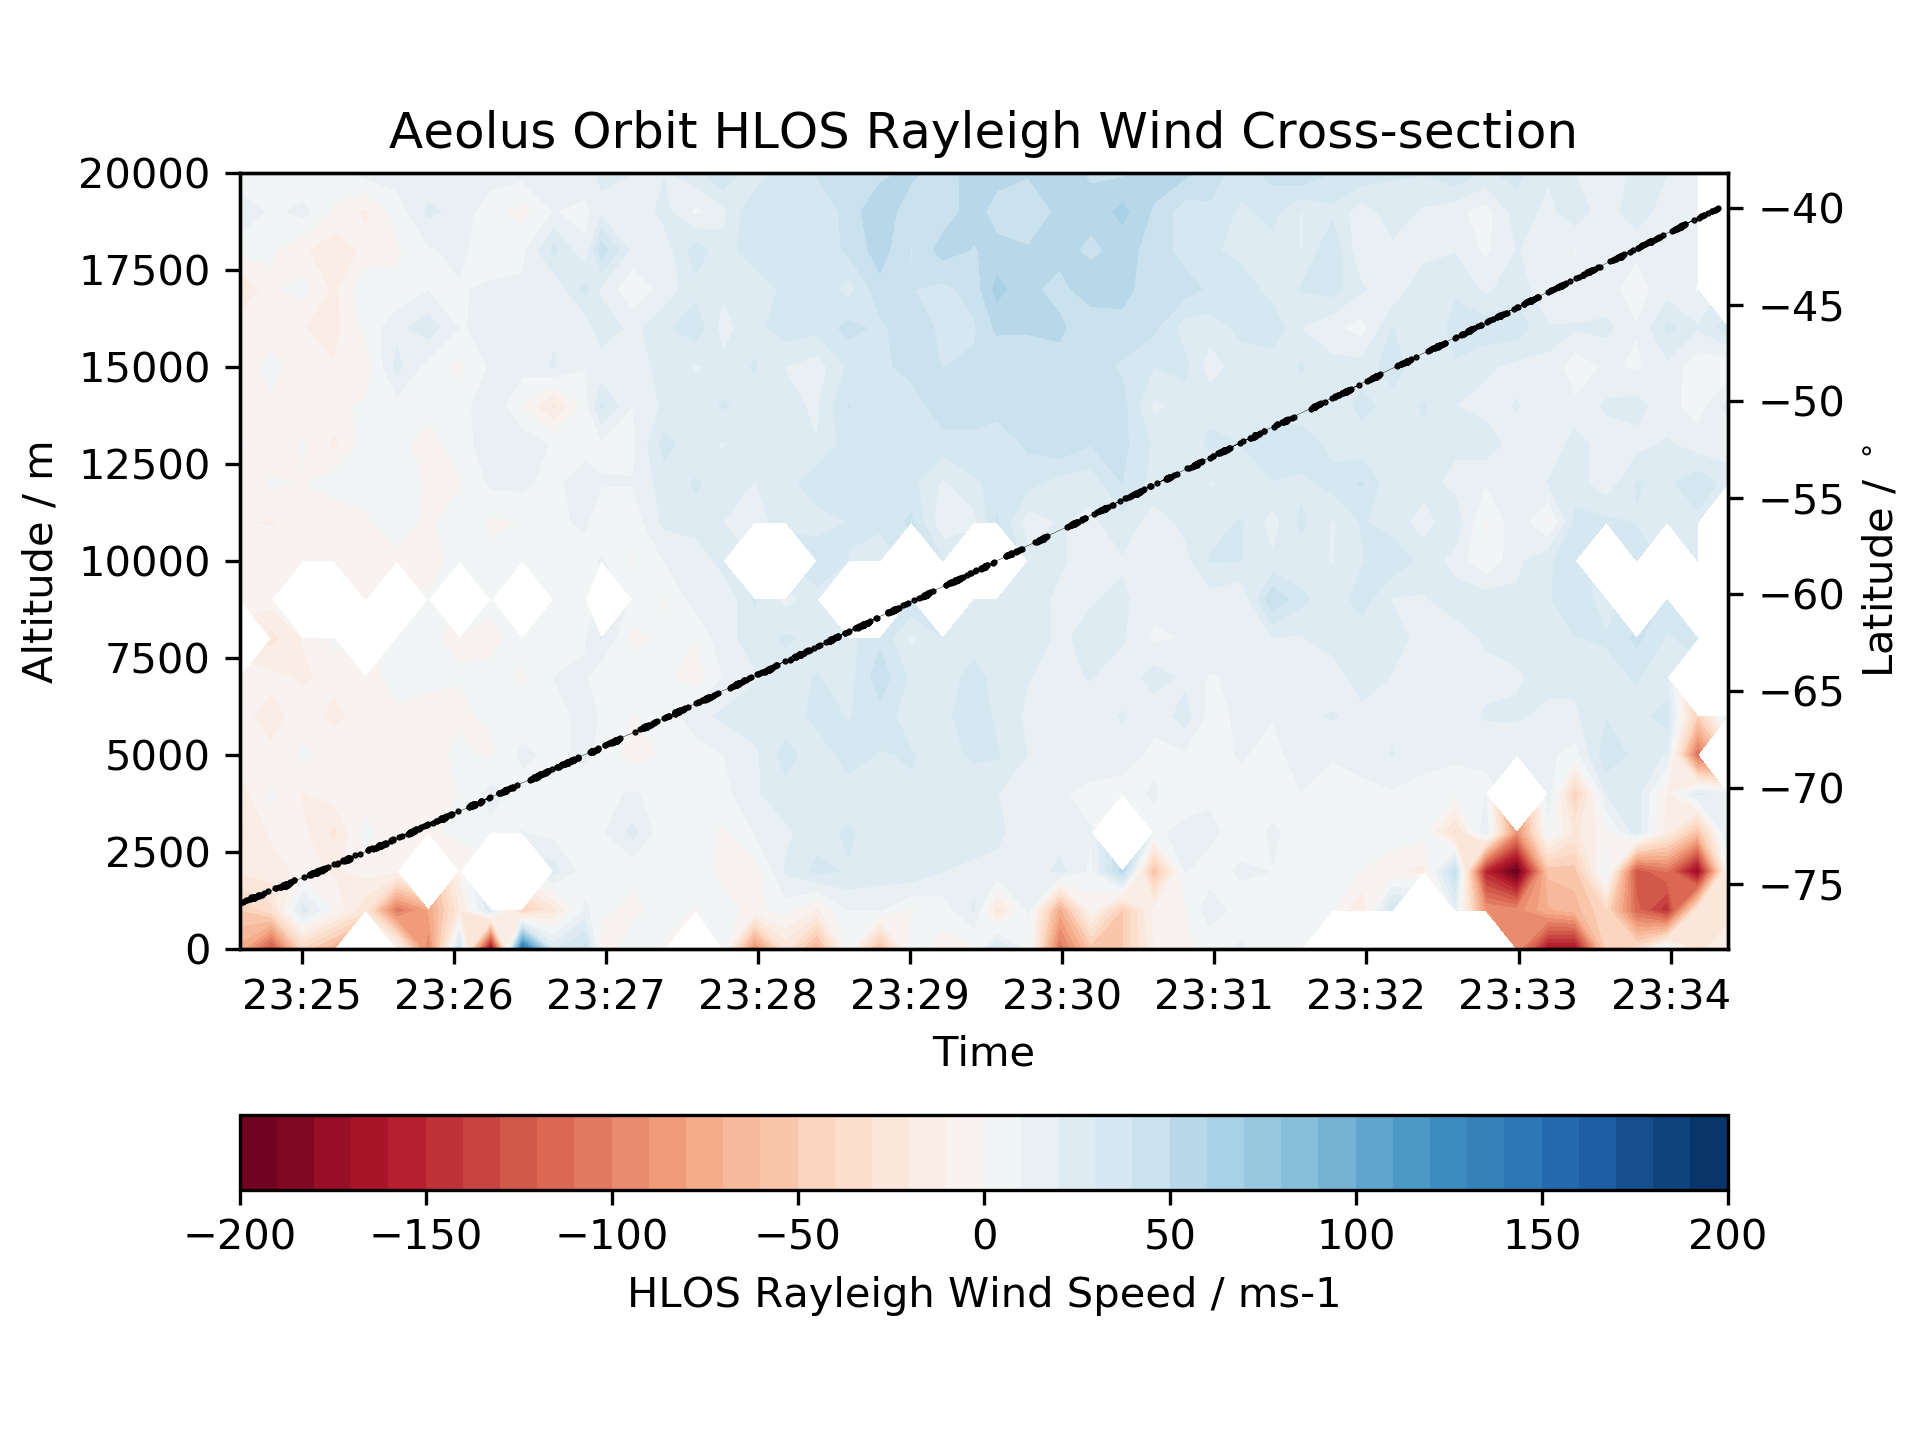 Aeolus Orbit HLOS Rayleigh Wind Cross-section
20000
17500
15000
12500
10000
7500
5000
2500
0
Altitude / m
−40
−45
−50
−55
−60
−65
−70
−75
Latitude / °
23:25 23:26 23:27 23:28 23:29 23:30 23:31 23:32 23:33 23:34
Time
−200 −150 −100 −50 0 50 100 150 200
HLOS Rayleigh Wind Speed / ms-1